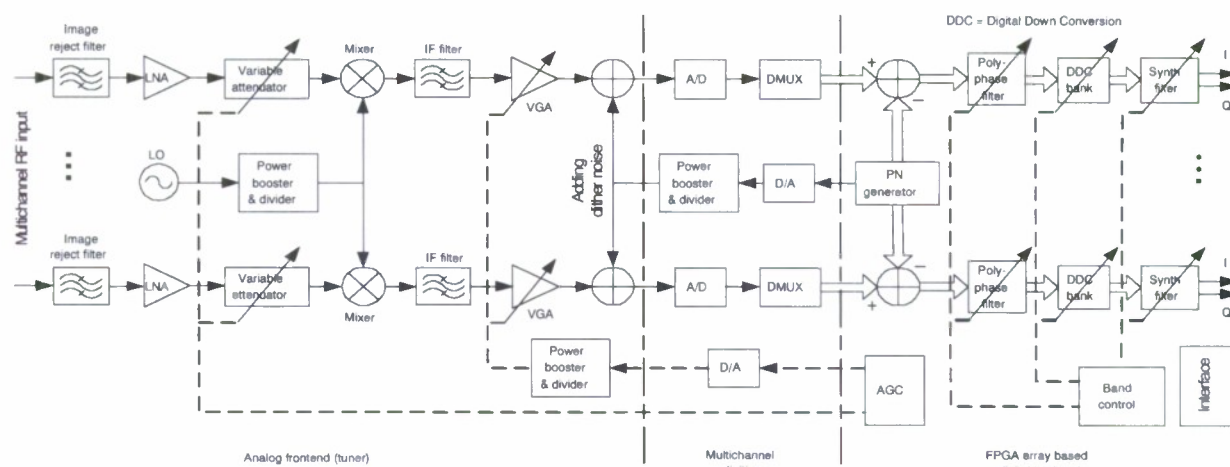 DDC = Digital Down Conversion
Image
reject filter
LNA
Variable
attendator
Mixer
IF filter
VGA
A/D
DMUX
+
−
Poly-
phase
filter
DDC
bank
Synth
filter
I
Q
Multichannel RF input
LO
Power
booster
& divider
Adding
dither noise
Power
booster
& divider
D/A
PN
generator
Image
reject filter
LNA
Variable
attendator
Mixer
IF filter
VGA
A/D
DMUX
+
−
Poly-
phase
filter
DDC
bank
Synth
filter
I
Q
Power
booster
& divider
D/A
AGC
Band
control
Interface
Analog frontend (tuner)
Multichannel
FPGA array based